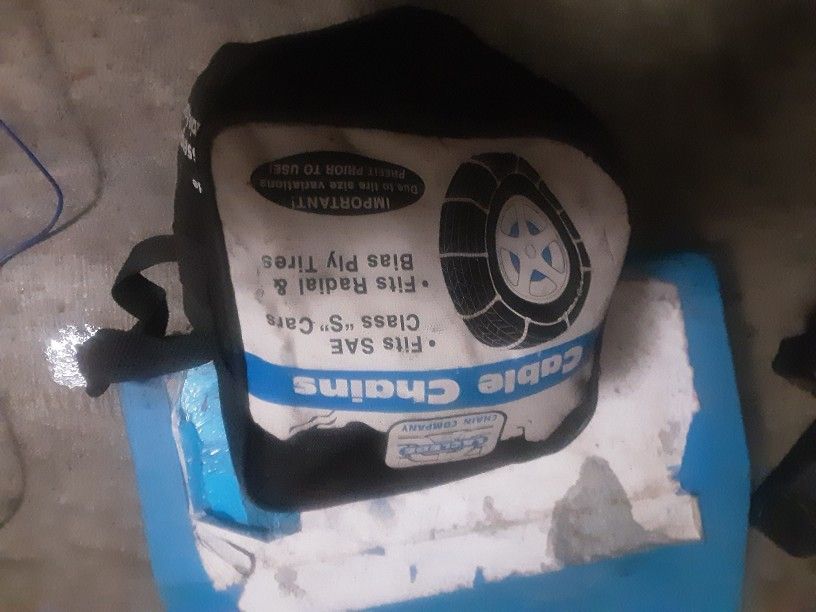 CHAIN COMPANY
Cable Chains
• Fits SAE
Class "S" Cars
• Fits Radial &
Bias Ply Tires
IMPORTANT!
Due to tire size variations
PREFIT PRIOR TO USE!